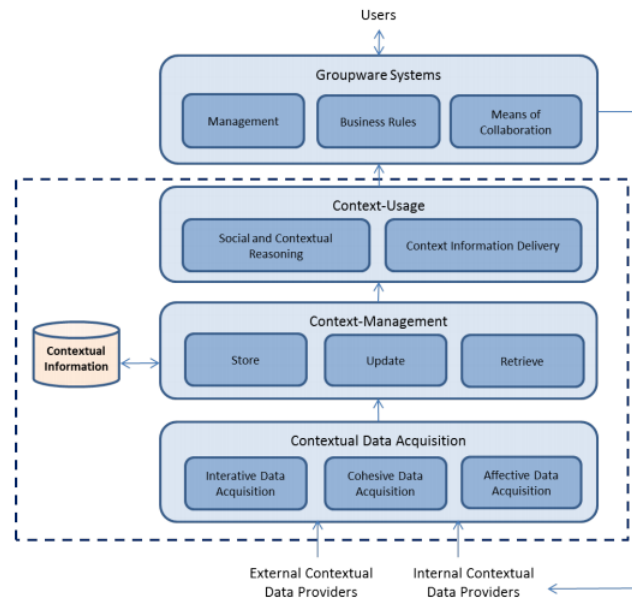 Users
Groupware Systems
Management
Business Rules
Means of
Collaboration
Context-Usage
Social and Contextual
Reasoning
Context Information Delivery
Context-Management
Contextual
Information
Store
Update
Retrieve
Contextual Data Acquisition
Interative Data
Acquisition
Cohesive Data
Acquisition
Affective Data
Acquisition
External Contextual
Data Providers
Internal Contextual
Data Providers